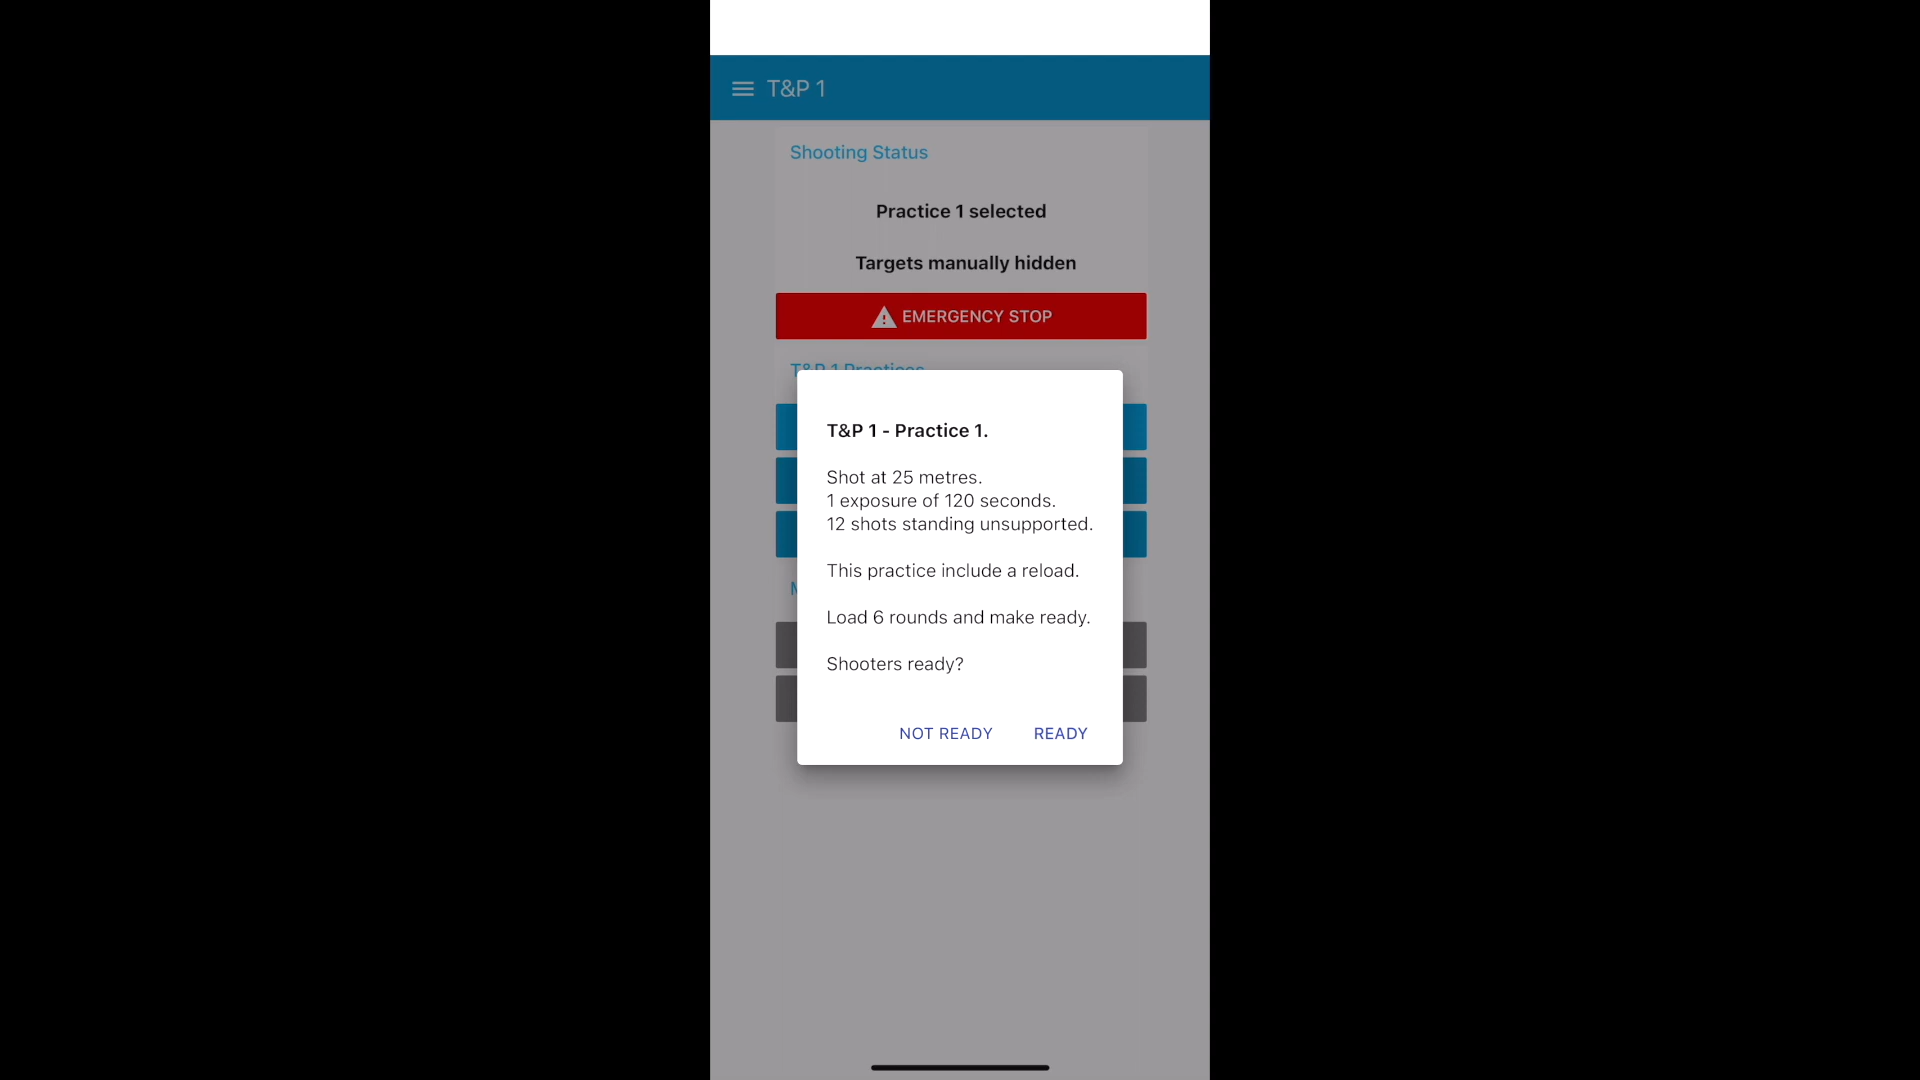 T&P 1
Shooting Status
Practice 1 selected
Targets manually hidden
EMERGENCY STOP
T&P 1 Practices
T&P 1 - Practice 1.
Shot at 25 metres.
1 exposure of 120 seconds.
12 shots standing unsupported.
This practice include a reload.
Load 6 rounds and make ready.
Shooters ready?
NOT READY
READY